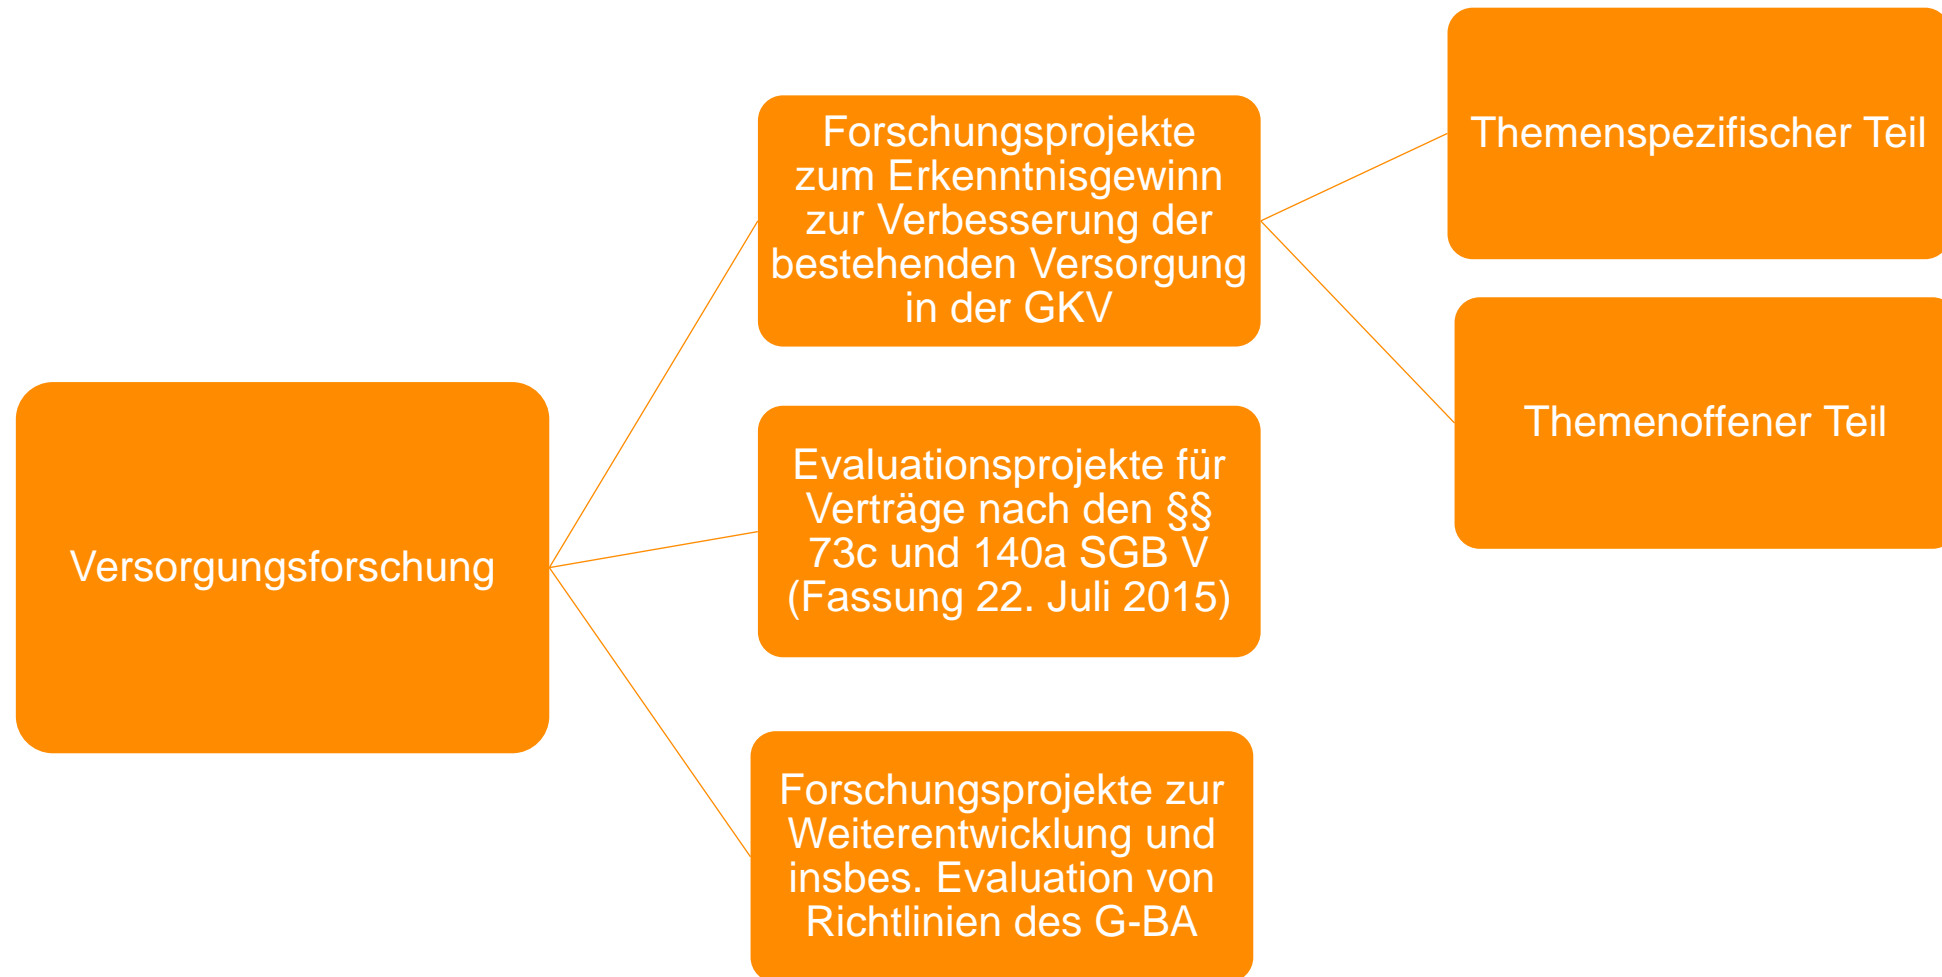 Versorgungsforschung
Forschungsprojekte
zum Erkenntnisgewinn
zur Verbesserung der
bestehenden Versorgung
in der GKV
Themenspezifischer Teil
Themenoffener Teil
Evaluationsprojekte für
Verträge nach den §§
73c und 140a SGB V
(Fassung 22. Juli 2015)
Forschungsprojekte zur
Weiterentwicklung und
insbes. Evaluation von
Richtlinien des G-BA